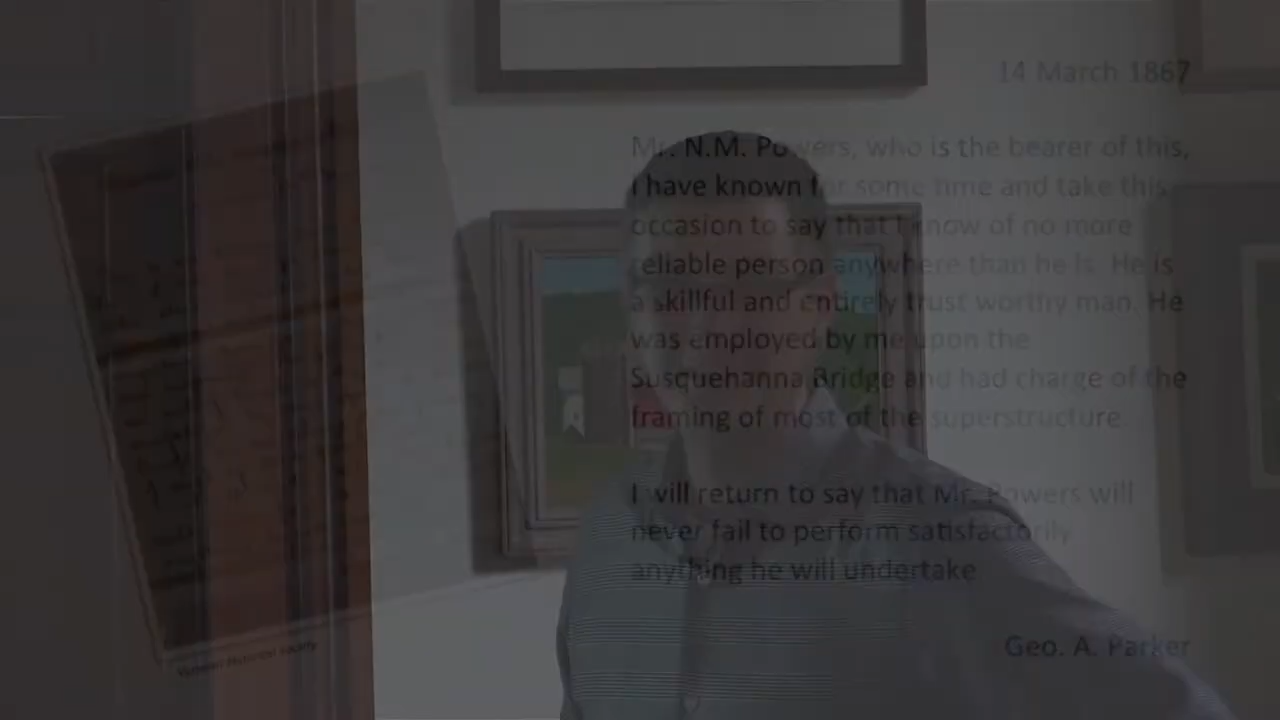 14 March 1867
Mr. N.M. Powers, who is the bearer of this,
I have known for some time and take this
occasion to say that I know of no more
reliable person anywhere than he is. He is
a skillful and entirely trust worthy man. He
was employed by me upon the
Susquehanna Bridge and had charge of the
framing of most of the superstructure
I will return to say that Mr. Powers will
never fail to perform satisfactorily
anything he will undertake
Geo. A. Parker
Historical Society